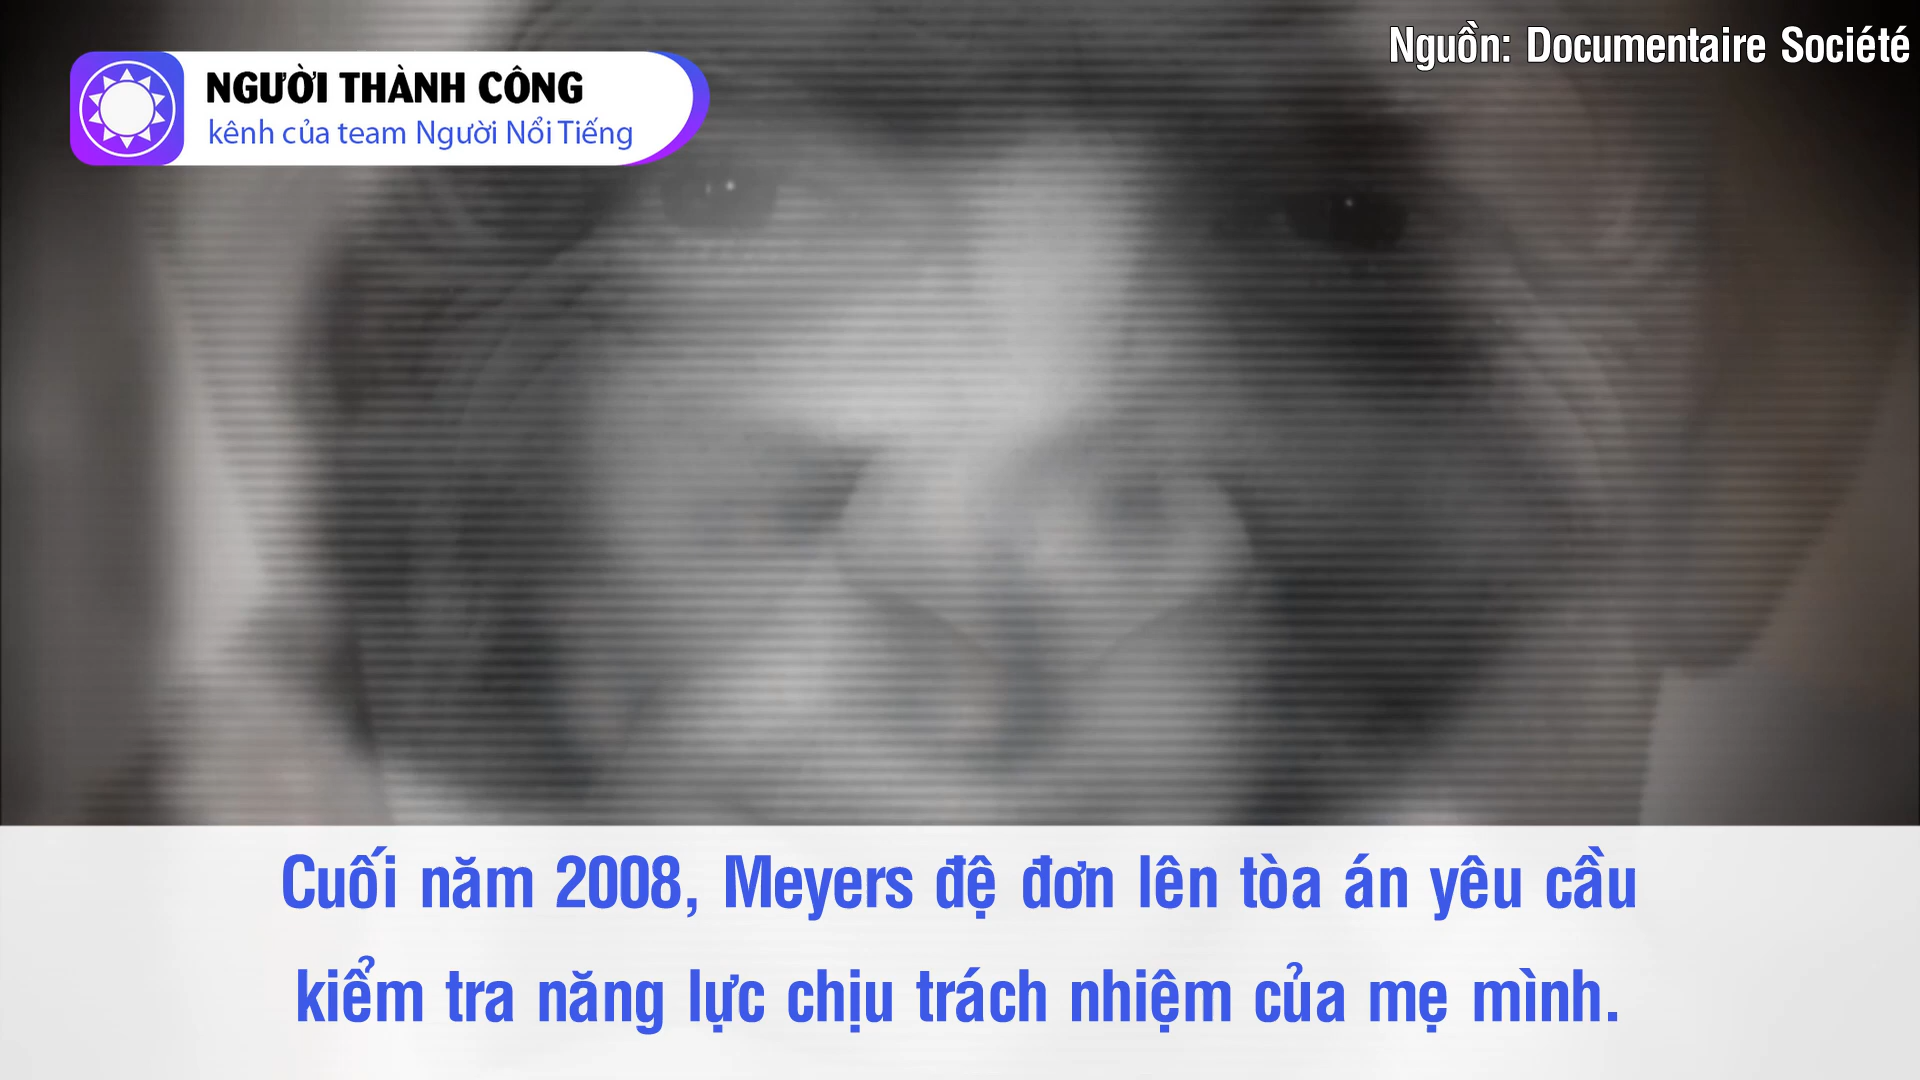 Nguồn: Documentaire Société
NGƯỜI THÀNH CÔNG
kênh của team Người Nổi Tiếng
Cuối năm 2008, Meyers đệ đơn lên tòa án yêu cầu
kiểm tra năng lực chịu trách nhiệm của mẹ mình.